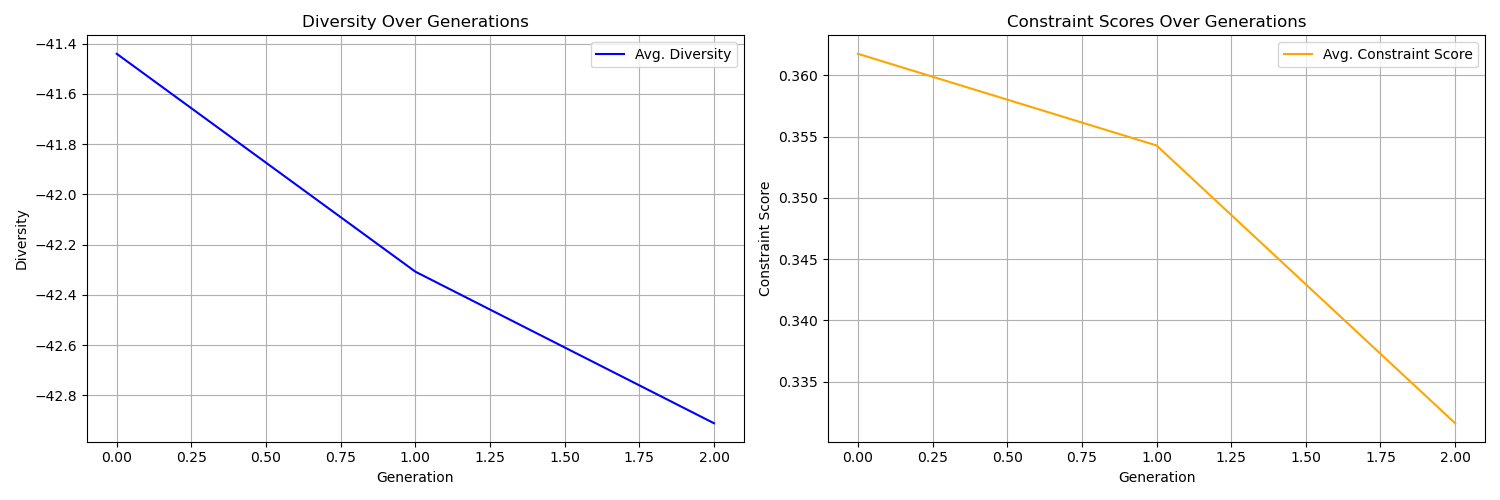 Diversity Over Generations
−41.4
−41.6
−41.8
−42.0
−42.2
−42.4
−42.6
−42.8
Diversity
Avg. Diversity
0.00 0.25 0.50 0.75 1.00 1.25 1.50 1.75 2.00
Generation
Constraint Scores Over Generations
0.360
0.355
0.350
0.345
0.340
0.335
Constraint Score
Avg. Constraint Score
0.00 0.25 0.50 0.75 1.00 1.25 1.50 1.75 2.00
Generation